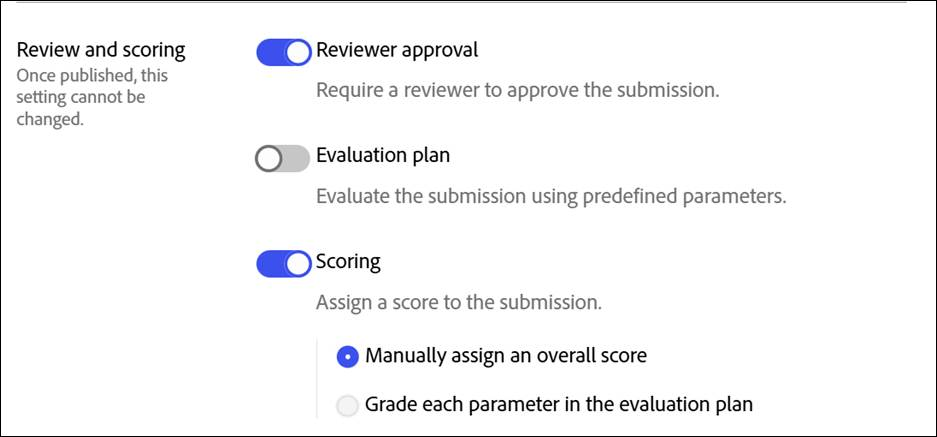 Review and scoring
Once published, this
setting cannot be
changed.
Reviewer approval
Require a reviewer to approve the submission.
Evaluation plan
Evaluate the submission using predefined parameters.
Scoring
Assign a score to the submission.
Manually assign an overall score
Grade each parameter in the evaluation plan